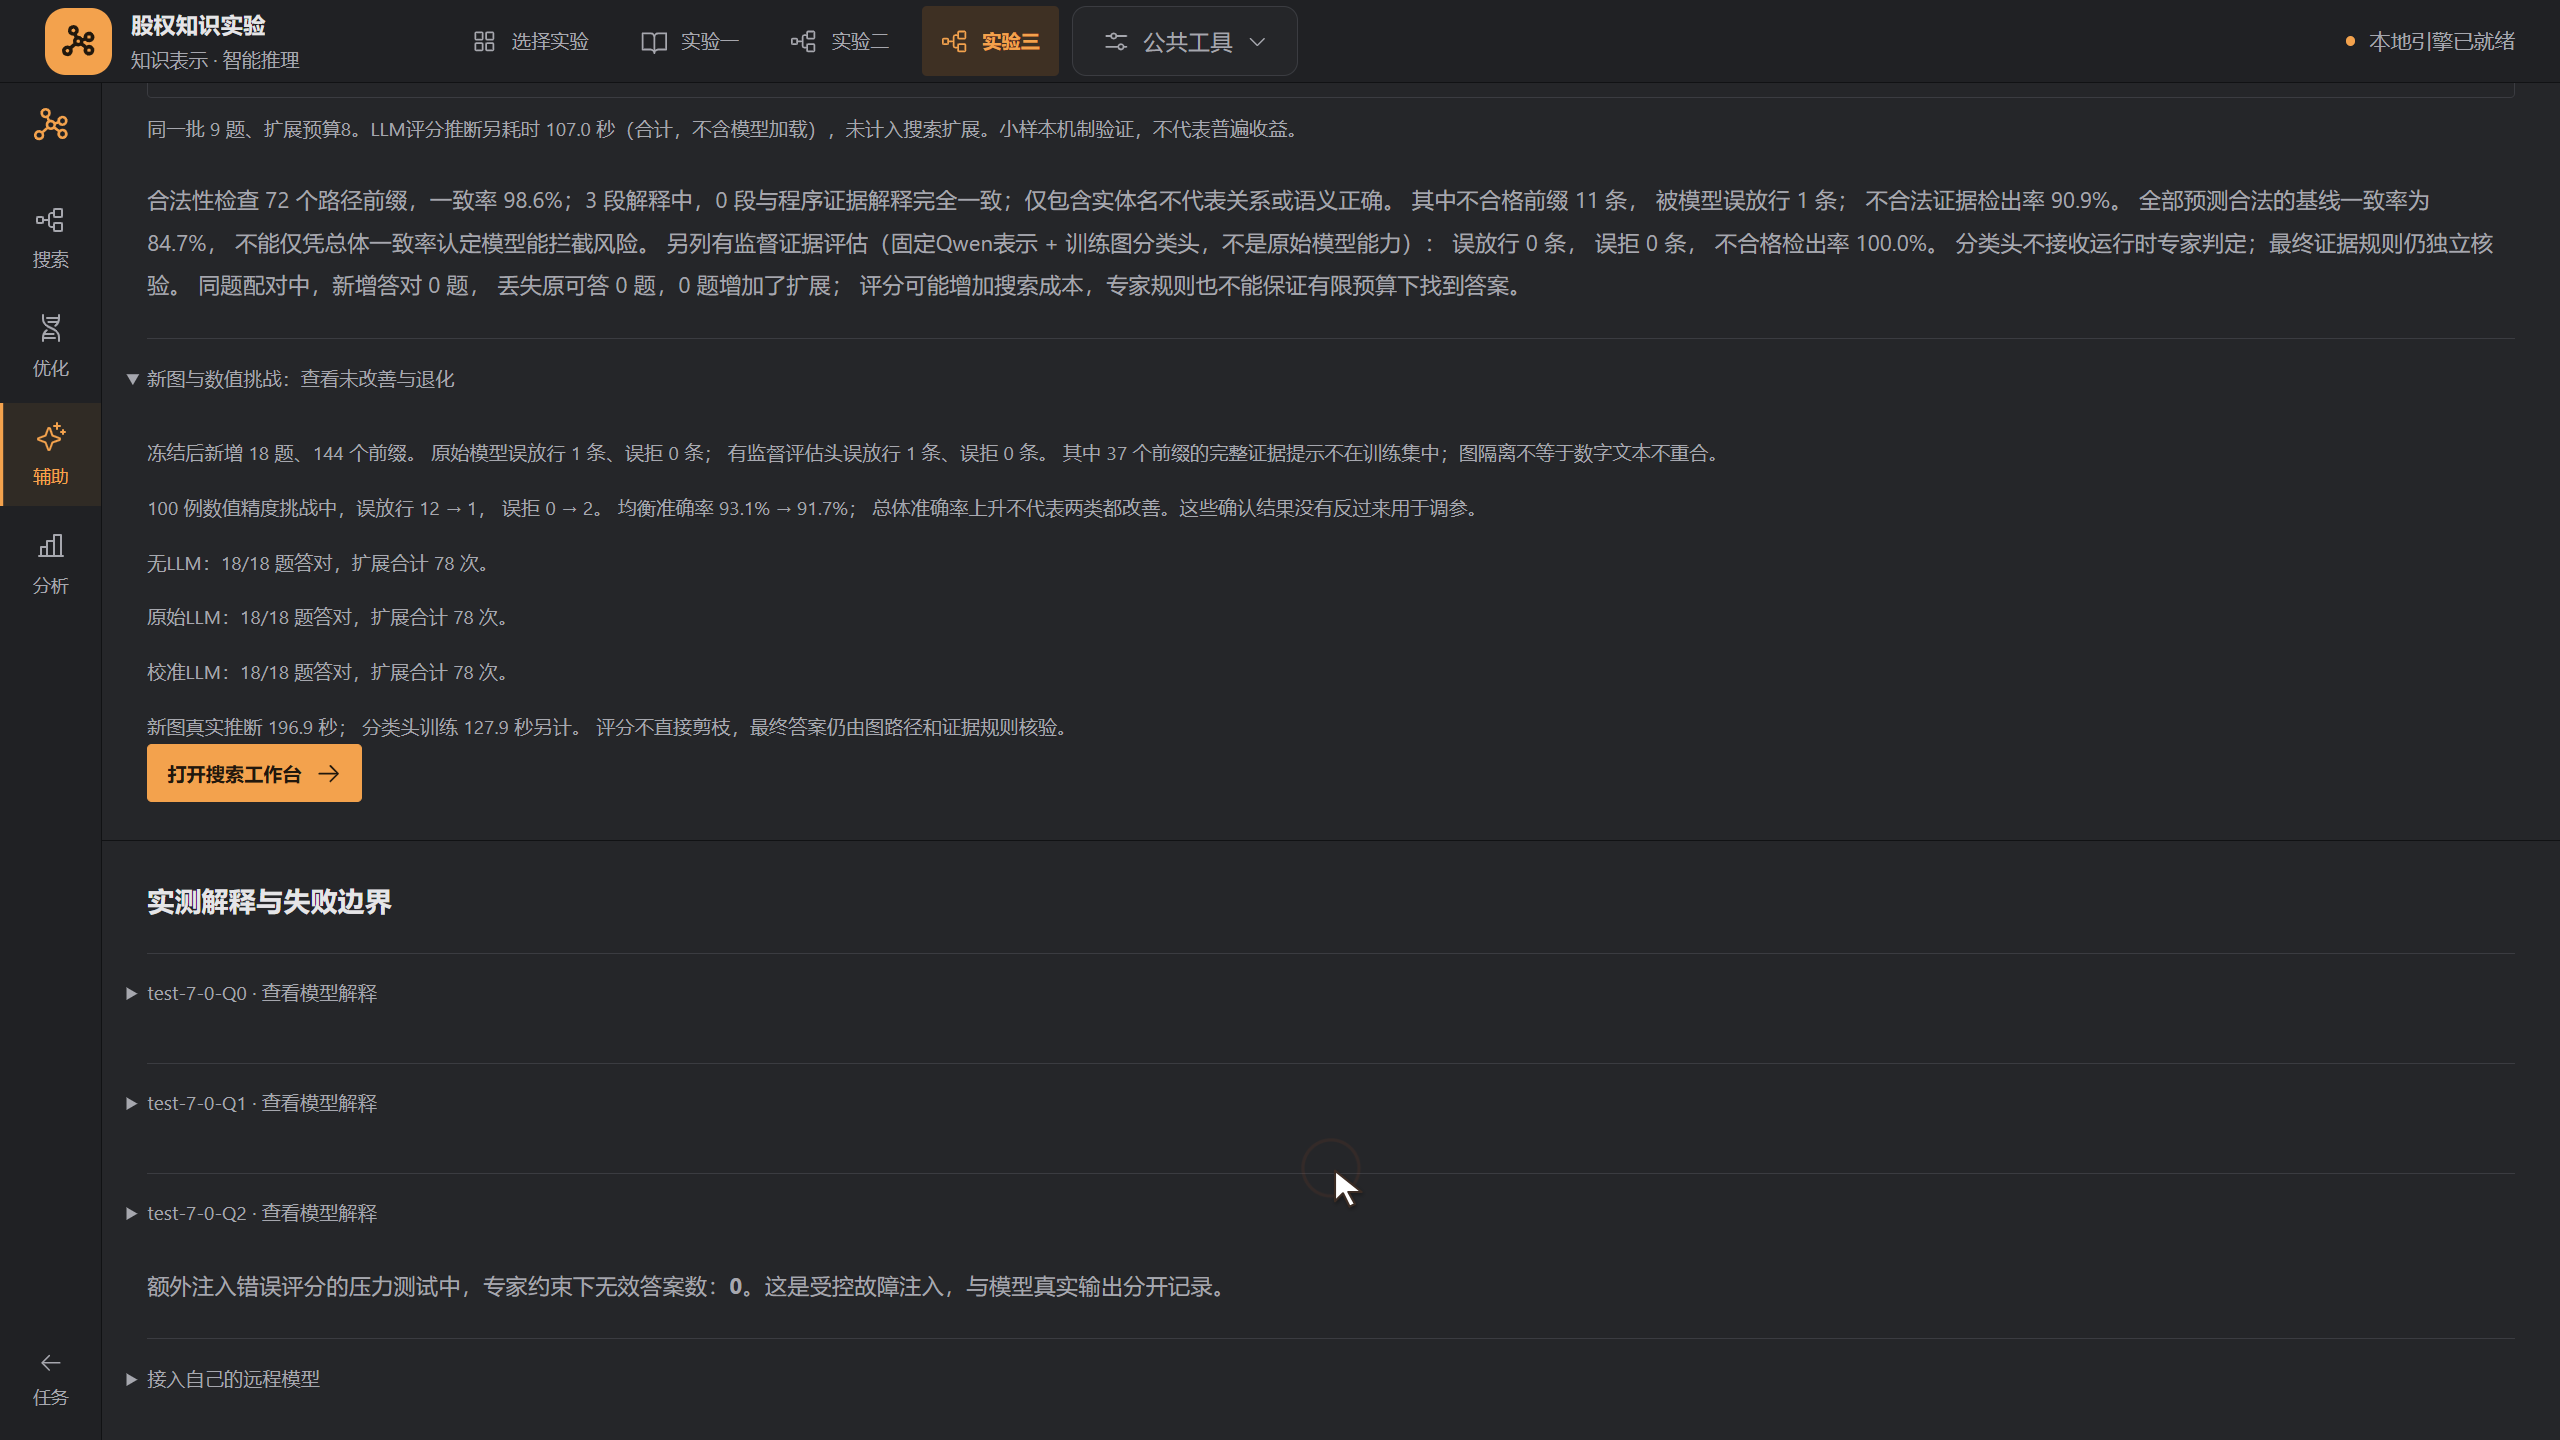 股权知识实验
知识表示 · 智能推理
选择实验
实验一
实验二
实验三
公共工具
本地引擎已就绪
搜索
优化
辅助
分析
任务
同一批 9 题、扩展预算8。LLM评分推断另耗时 107.0 秒（合计，不含模型加载），未计入搜索扩展。小样本机制验证，不代表普遍收益。
合法性检查 72 个路径前缀，一致率 98.6%；3 段解释中，0 段与程序证据解释完全一致；仅包含实体名不代表关系或语义正确。 其中不合格前缀 11 条， 被模型误放行 1 条； 不合法证据检出率 90.9%。 全部预测合法的基线一致率为
84.7%， 不能仅凭总体一致率认定模型能拦截风险。 另列有监督证据评估（固定Qwen表示 + 训练图分类头，不是原始模型能力）： 误放行 0 条， 误拒 0 条， 不合格检出率 100.0%。 分类头不接收运行时专家判定；最终证据规则仍独立核
验。 同题配对中，新增答对 0 题， 丢失原可答 0 题，0 题增加了扩展； 评分可能增加搜索成本，专家规则也不能保证有限预算下找到答案。
新图与数值挑战：查看未改善与退化
冻结后新增 18 题、144 个前缀。 原始模型误放行 1 条、误拒 0 条； 有监督评估头误放行 1 条、误拒 0 条。 其中 37 个前缀的完整证据提示不在训练集中；图隔离不等于数字文本不重合。
100 例数值精度挑战中，误放行 12 → 1， 误拒 0 → 2。 均衡准确率 93.1% → 91.7%； 总体准确率上升不代表两类都改善。这些确认结果没有反过来用于调参。
无LLM：18/18 题答对，扩展合计 78 次。
原始LLM：18/18 题答对，扩展合计 78 次。
校准LLM：18/18 题答对，扩展合计 78 次。
新图真实推断 196.9 秒； 分类头训练 127.9 秒另计。 评分不直接剪枝，最终答案仍由图路径和证据规则核验。
打开搜索工作台 →
实测解释与失败边界
test-7-0-Q0 · 查看模型解释
test-7-0-Q1 · 查看模型解释
test-7-0-Q2 · 查看模型解释
额外注入错误评分的压力测试中，专家约束下无效答案数：0。这是受控故障注入，与模型真实输出分开记录。
接入自己的远程模型